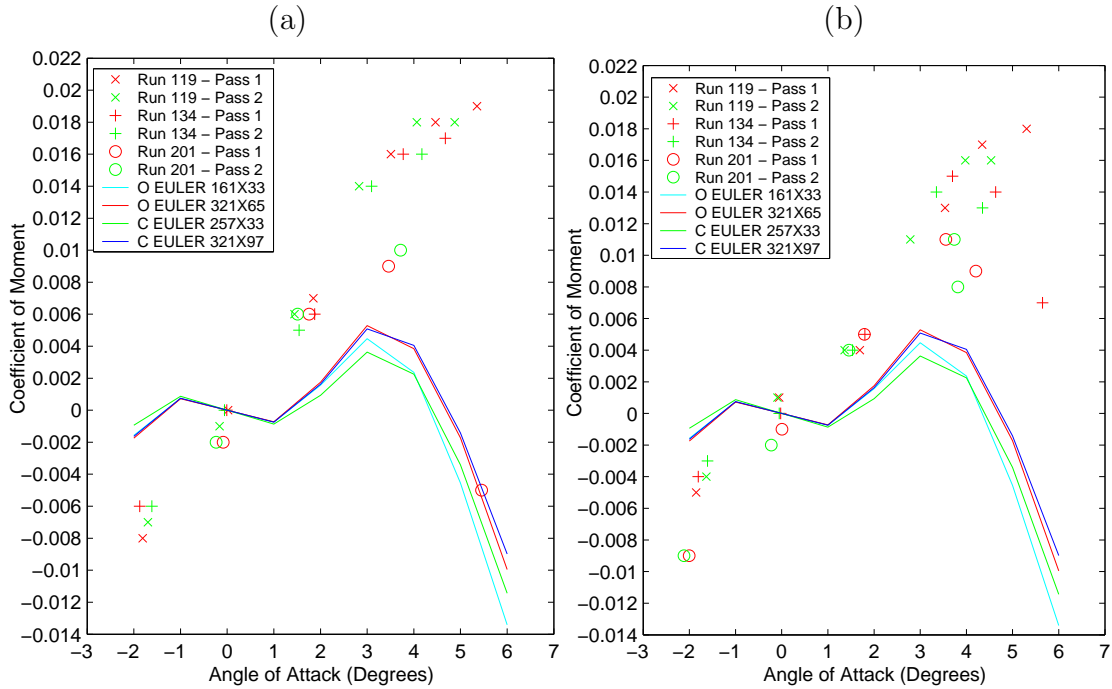 (a)
0.022
0.02
0.018
0.016
0.014
0.012
0.01
0.008
0.006
0.004
0.002
0
−0.002
−0.004
−0.006
−0.008
−0.01
−0.012
−0.014
Coefficient of Moment
Run 119 − Pass 1
Run 119 − Pass 2
Run 134 − Pass 1
Run 134 − Pass 2
Run 201 − Pass 1
Run 201 − Pass 2
O EULER 161X33
O EULER 321X65
C EULER 257X33
C EULER 321X97
−3 −2 −1 0 1 2 3 4 5 6 7
Angle of Attack (Degrees)
(b)
0.022
0.02
0.018
0.016
0.014
0.012
0.01
0.008
0.006
0.004
0.002
0
−0.002
−0.004
−0.006
−0.008
−0.01
−0.012
−0.014
Coefficient of Moment
Run 119 − Pass 1
Run 119 − Pass 2
Run 134 − Pass 1
Run 134 − Pass 2
Run 201 − Pass 1
Run 201 − Pass 2
O EULER 161X33
O EULER 321X65
C EULER 257X33
C EULER 321X97
−3 −2 −1 0 1 2 3 4 5 6 7
Angle of Attack (Degrees)